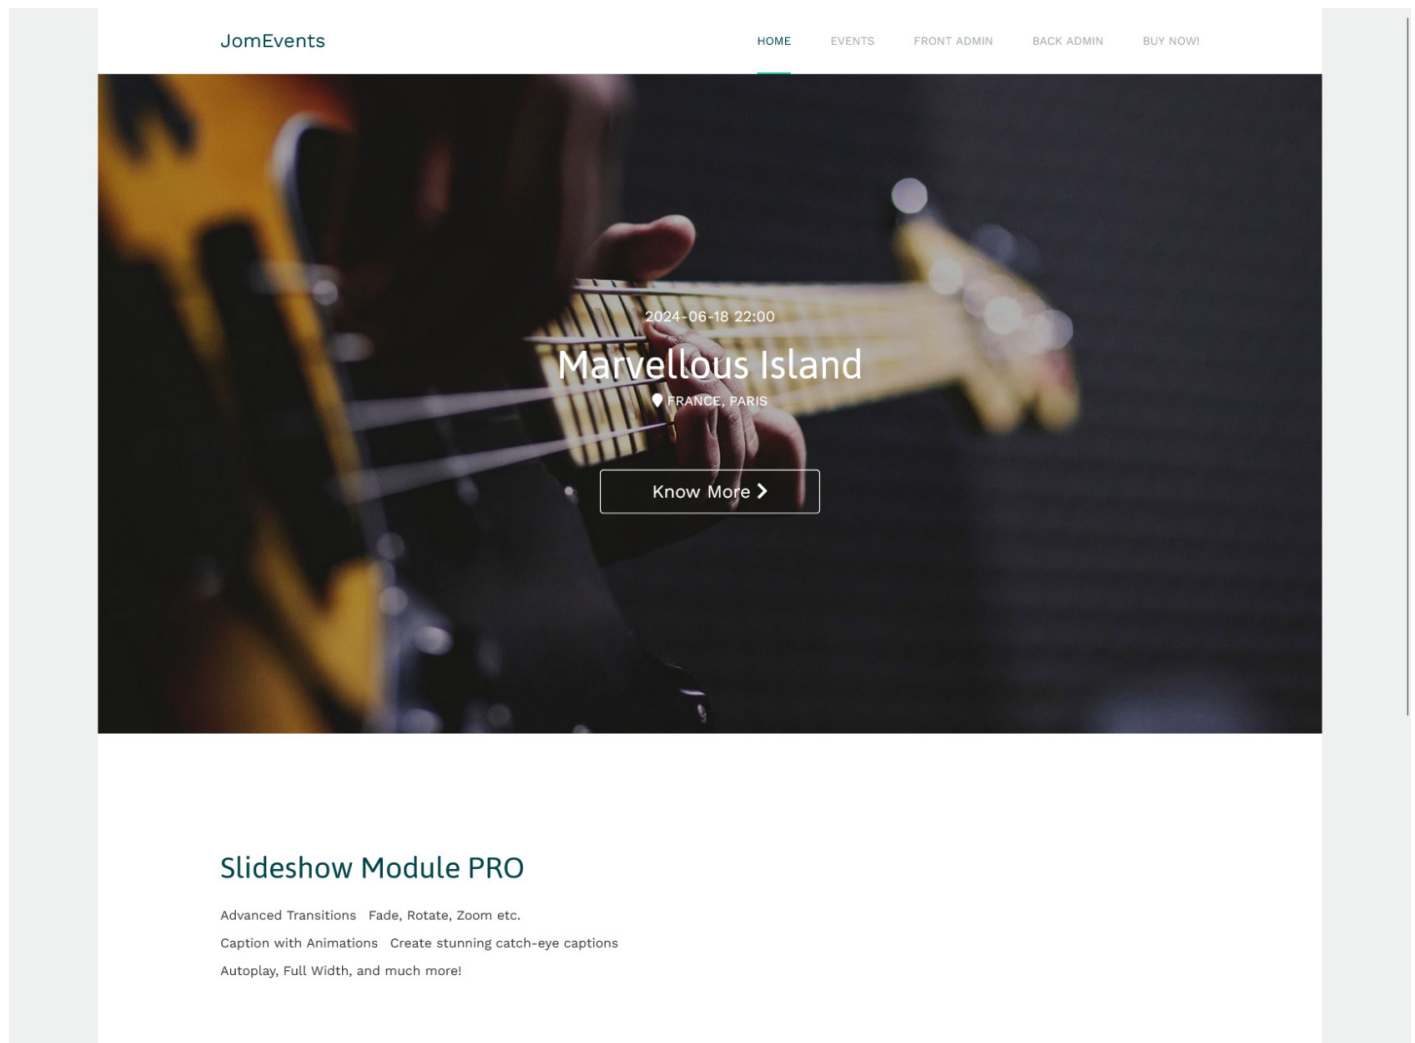 JomEvents
HOME EVENTS FRONT ADMIN BACK ADMIN BUY NOW!
2024-06-18 22:00
Marvellous Island
FRANCE, PARIS
Know More
Slideshow Module PRO
Advanced Transitions Fade, Rotate, Zoom etc.
Caption with Animations Create stunning catch-eye captions
Autoplay, Full Width, and much more!